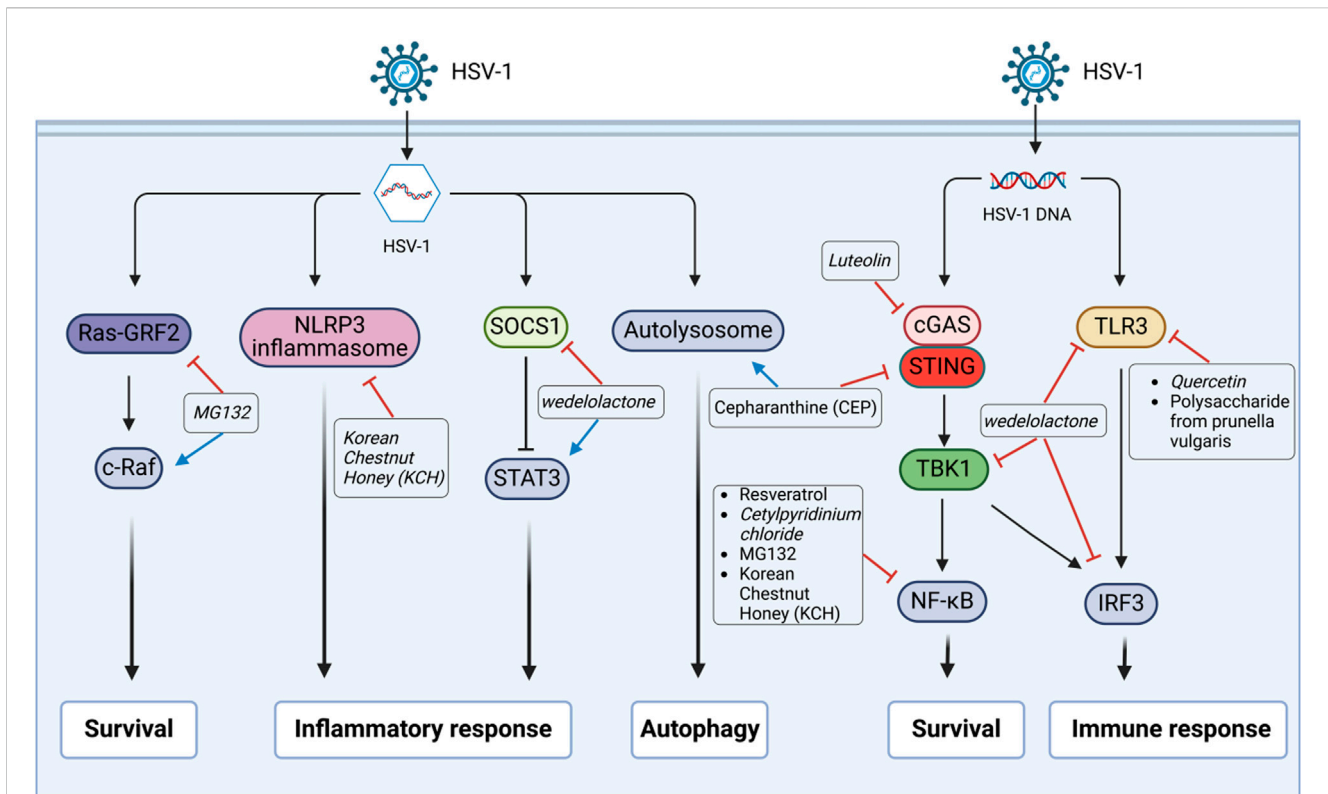 HSV-1
HSV-1
HSV-1
HSV-1 DNA
Luteolin
Ras-GRF2
NLRP3
inflammasome
SOCS1
Autolysosome
cGAS
STING
TLR3
MG132
Korean
Chestnut
Honey (KCH)
wedelolactone
Cepharanthine (CEP)
wedelolactone
• Quercetin
• Polysaccharide
from prunella
vulgaris
c-Raf
STAT3
TBK1
• Resveratrol
• Cetylpyridinium
chloride
• MG132
• Korean
Chestnut
Honey (KCH)
NF-κB
IRF3
Survival
Inflammatory response
Autophagy
Survival
Immune response